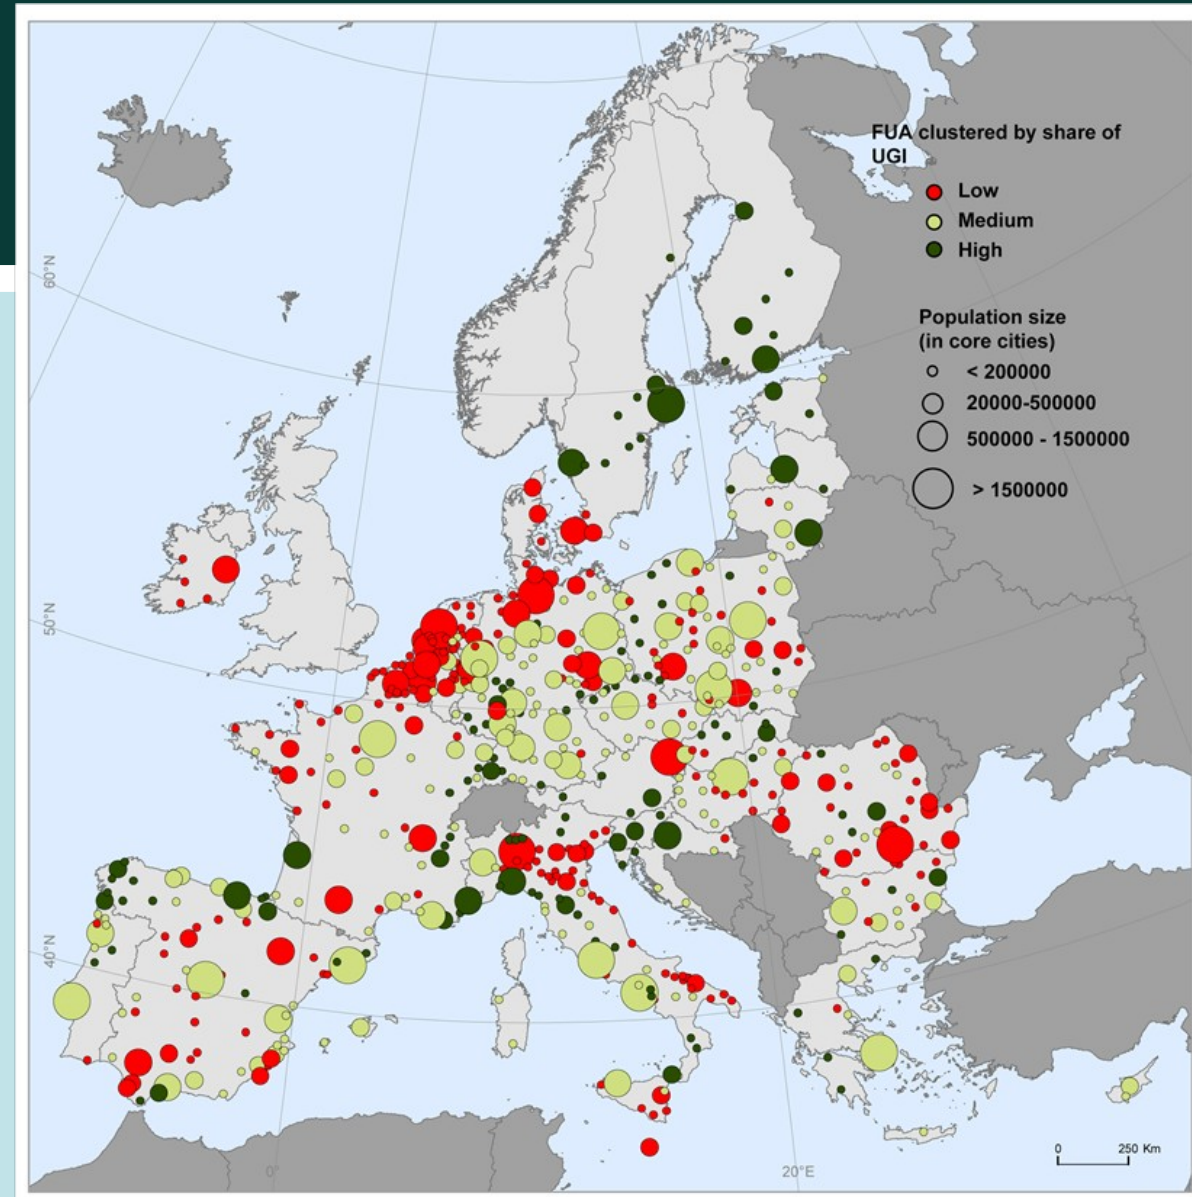 FUA clustered by share of
UGI
Low
Medium
High
Population size
(in core cities)
< 200000
20000-500000
500000 - 1500000
> 1500000
60°N
50°N
40°N
0°
20°E
0 250 Km